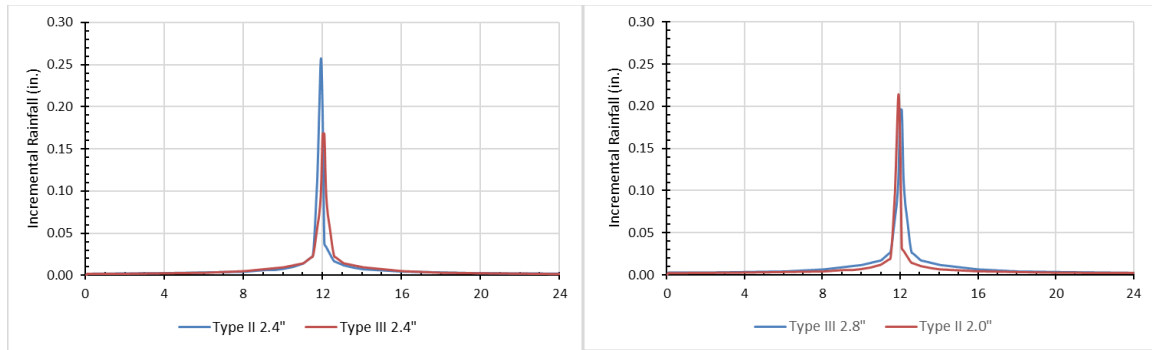 Incremental Rainfall (in.)
0.30
0.25
0.20
0.15
0.10
0.05
0.00
0 4 8 12 16 20 24
Type II 2.4" Type III 2.4"
Incremental Rainfall (in.)
0.30
0.25
0.20
0.15
0.10
0.05
0.00
0 4 8 12 16 20 24
Type III 2.8" Type II 2.0"